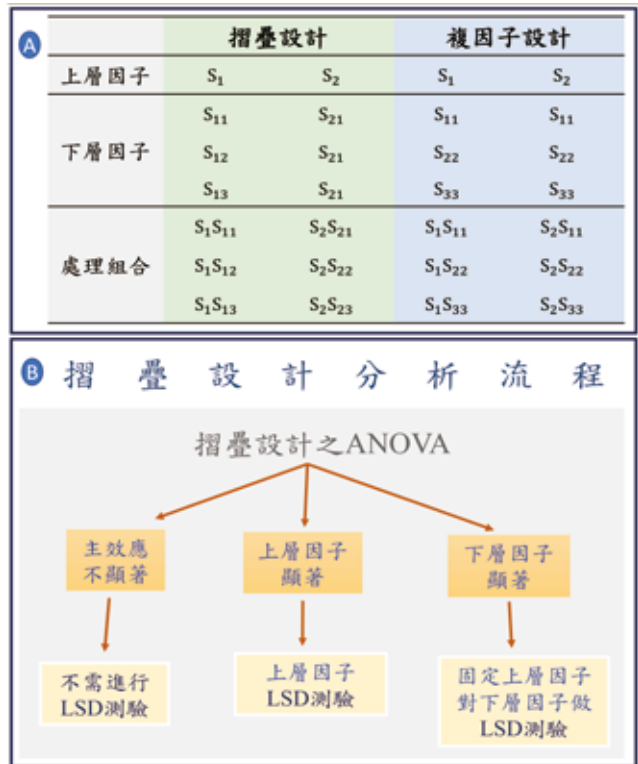 A 摺疊設計 複因子設計
上層因子 S₁ S₂ S₁ S₂
S₁₁ S₂₁ S₁₁ S₁₁
下層因子 S₁₂ S₂₁ S₂₂ S₂₂
S₁₃ S₂₁ S₃₃ S₃₃
S₁S₁₁ S₂S₂₁ S₁S₁₁ S₂S₁₁
處理組合 S₁S₁₂ S₂S₂₂ S₁S₂₂ S₂S₂₂
S₁S₁₃ S₂S₂₃ S₁S₃₃ S₂S₃₃
B 摺疊設計分析流程
摺疊設計之ANOVA
主效應
不顯著
上層因子
顯著
下層因子
顯著
不需進行
LSD測驗
上層因子
LSD測驗
固定上層因子
對下層因子做
LSD測驗